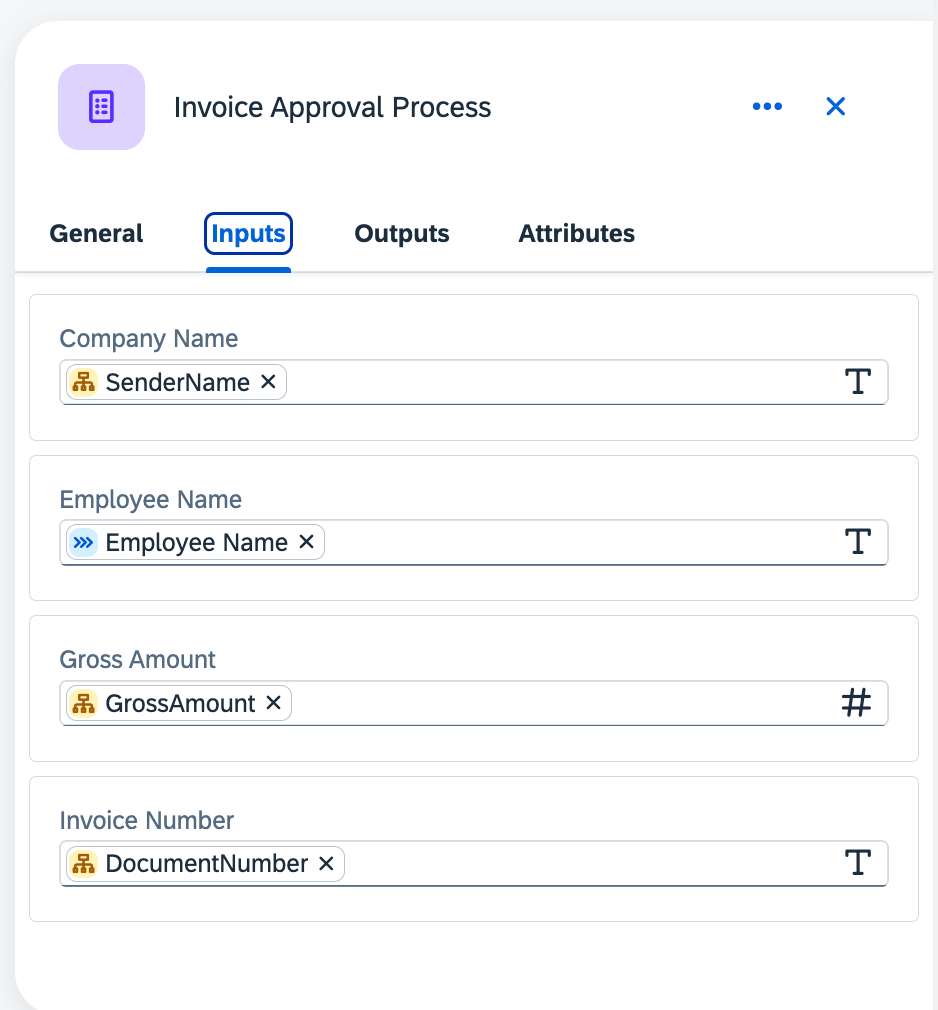 Invoice Approval Process
General Inputs Outputs Attributes
Company Name
SenderName
Employee Name
Employee Name
Gross Amount
GrossAmount
Invoice Number
DocumentNumber